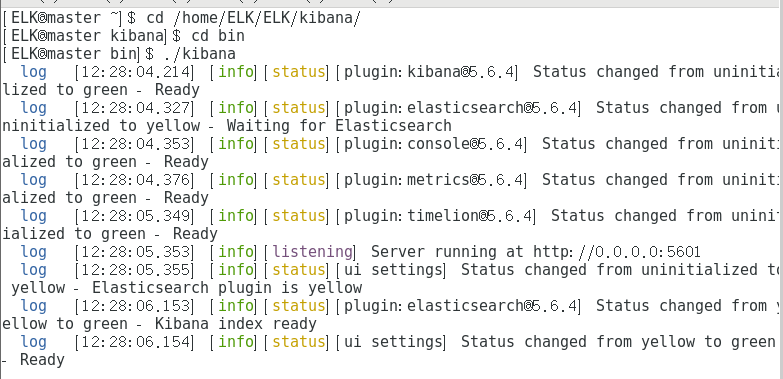 [ELK@master ~]$ cd /home/ELK/ELK/kibana/
[ELK@master kibana]$ cd bin
[ELK@master bin]$ ./kibana
  log   [12:28:04.214] [info][status][plugin:kibana@5.6.4] Status changed from uninitia
lized to green - Ready
  log   [12:28:04.327] [info][status][plugin:elasticsearch@5.6.4] Status changed from u
ninitialized to yellow - Waiting for Elasticsearch
  log   [12:28:04.353] [info][status][plugin:console@5.6.4] Status changed from uniniti
alized to green - Ready
  log   [12:28:04.376] [info][status][plugin:metrics@5.6.4] Status changed from uniniti
alized to green - Ready
  log   [12:28:05.349] [info][status][plugin:timelion@5.6.4] Status changed from uninit
ialized to green - Ready
  log   [12:28:05.353] [info][listening] Server running at http://0.0.0.0:5601
  log   [12:28:05.355] [info][status][ui settings] Status changed from uninitialized to
 yellow - Elasticsearch plugin is yellow
  log   [12:28:06.153] [info][status][plugin:elasticsearch@5.6.4] Status changed from y
ellow to green - Kibana index ready
  log   [12:28:06.154] [info][status][ui settings] Status changed from yellow to green
- Ready